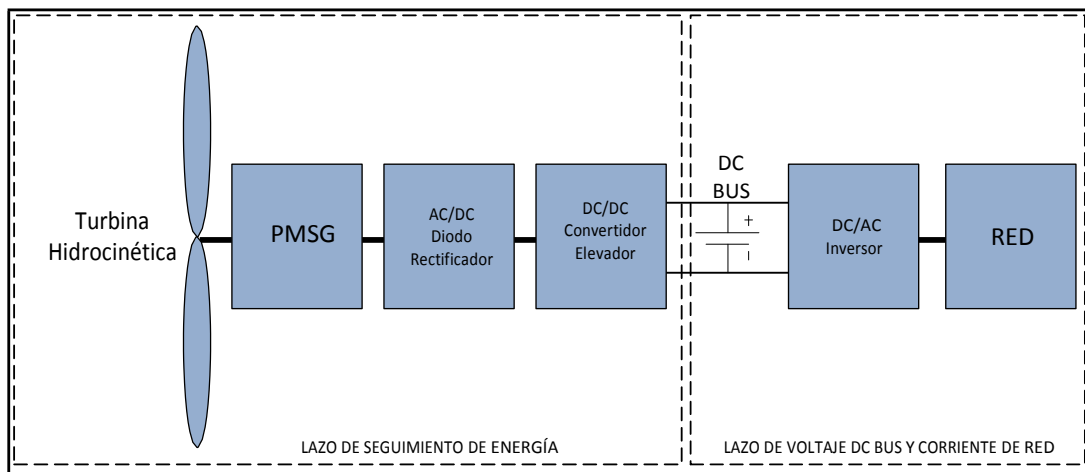 Turbina
Hidrocinética
PMSG
AC/DC
Diodo
Rectificador
DC/DC
Convertidor
Elevador
DC
BUS
+
-
DC/AC
Inversor
RED
LAZO DE SEGUIMIENTO DE ENERGÍA
LAZO DE VOLTAJE DC BUS Y CORRIENTE DE RED